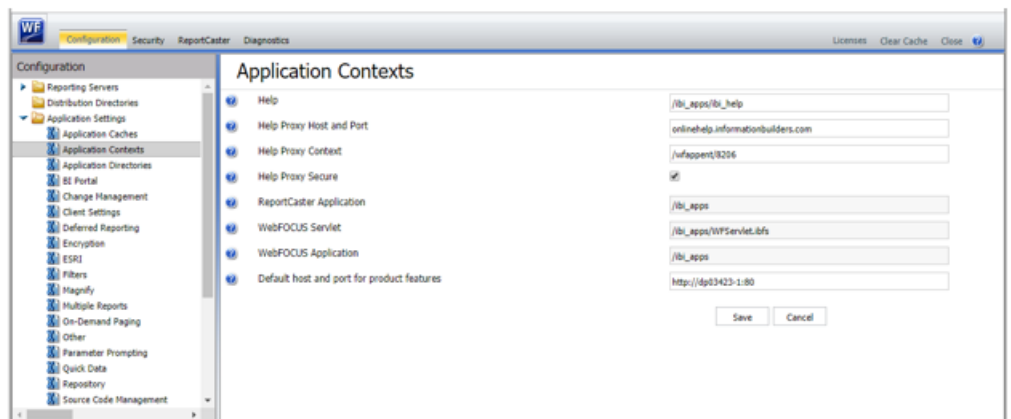 WF
Configuration Security ReportCaster Diagnostics Licenses Clear Cache Close ?
Configuration
Reporting Servers
Distribution Directories
Application Settings
Application Caches
Application Contexts
Application Directories
BI Portal
Change Management
Client Settings
Deferred Reporting
Encryption
ESRI
Filters
Magnify
Multiple Reports
On-Demand Paging
Other
Parameter Prompting
Quick Data
Repository
Source Code Management
Application Contexts
? Help /ibi_apps/ibi_help
? Help Proxy Host and Port onlinehelp.informationbuilders.com
? Help Proxy Context /wfappent/8206
? Help Proxy Secure
? ReportCaster Application /ibi_apps
? WebFOCUS Servlet /ibi_apps/WFServlet.ibfs
? WebFOCUS Application /ibi_apps
? Default host and port for product features http://dp03423-1:80
Save Cancel